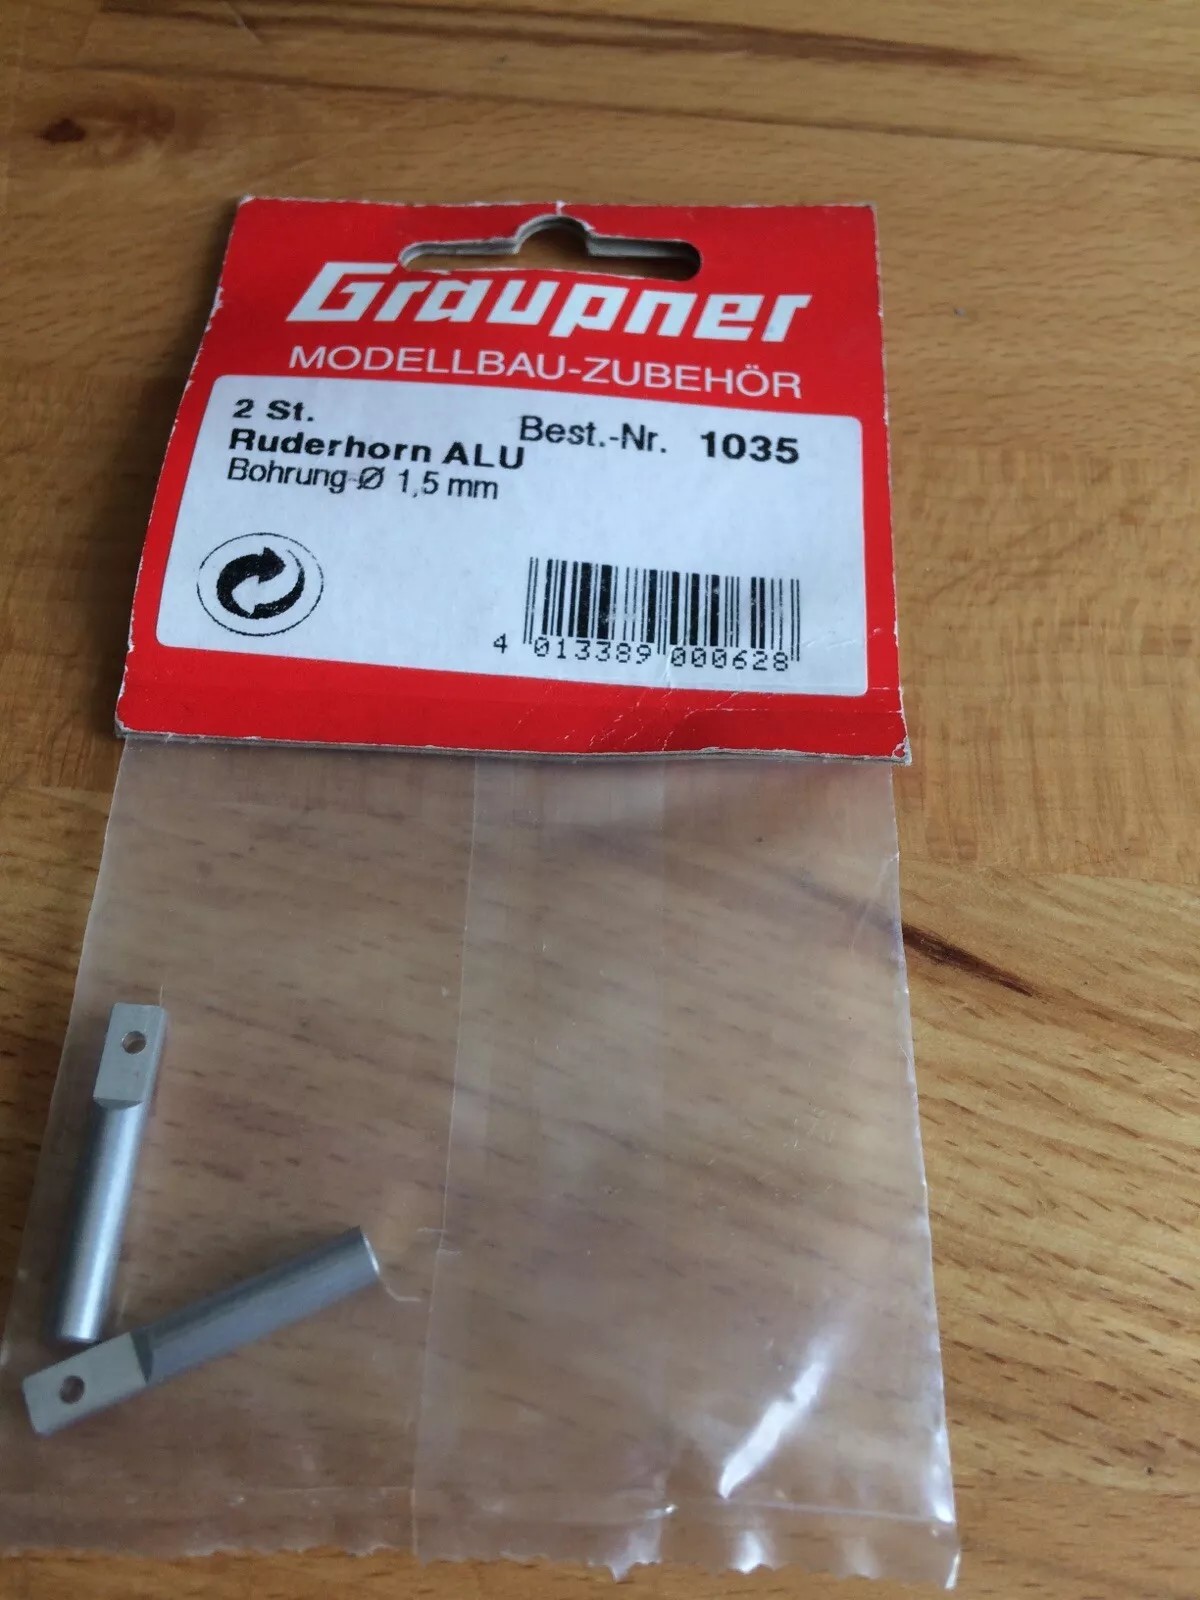 Graupner
MODELLBAU-ZUBEHÖR
2 St.
Ruderhorn ALU
Best.-Nr. 1035
Bohrung-Ø 1,5 mm
4 013389 000628